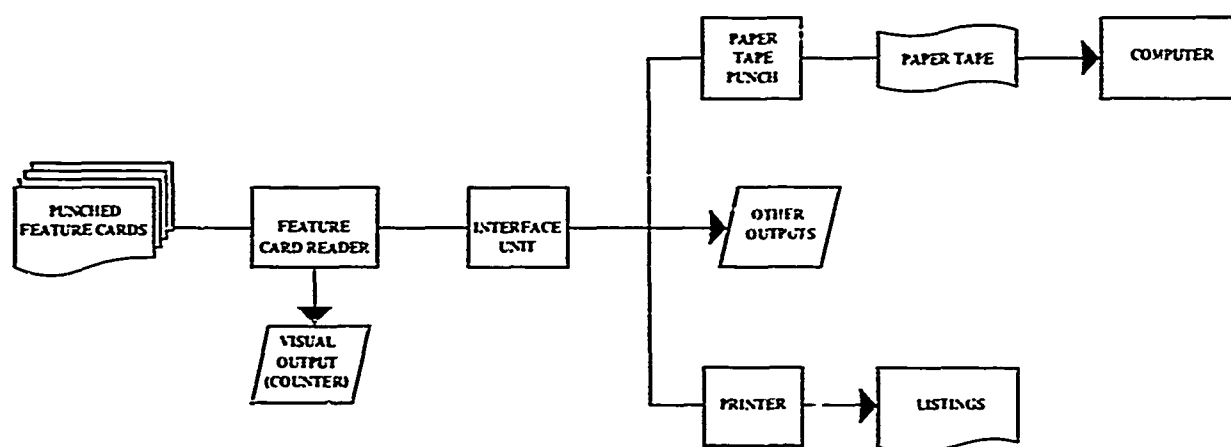 PAPER
TAPE
PUNCH
PAPER TAPE
COMPUTER
PUNCHED
FEATURE CARDS
FEATURE
CARD READER
INTERFACE
UNIT
OTHER
OUTPUTS
VISUAL
OUTPUT
(COUNTER)
PRINTER
LISTINGS